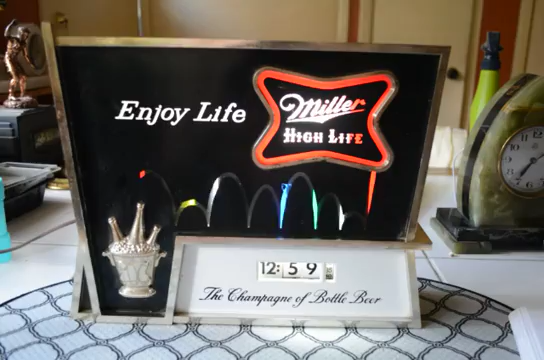 Enjoy Life
Miller
HIGH LIFE
12:59
The Champagne of Bottle Beer